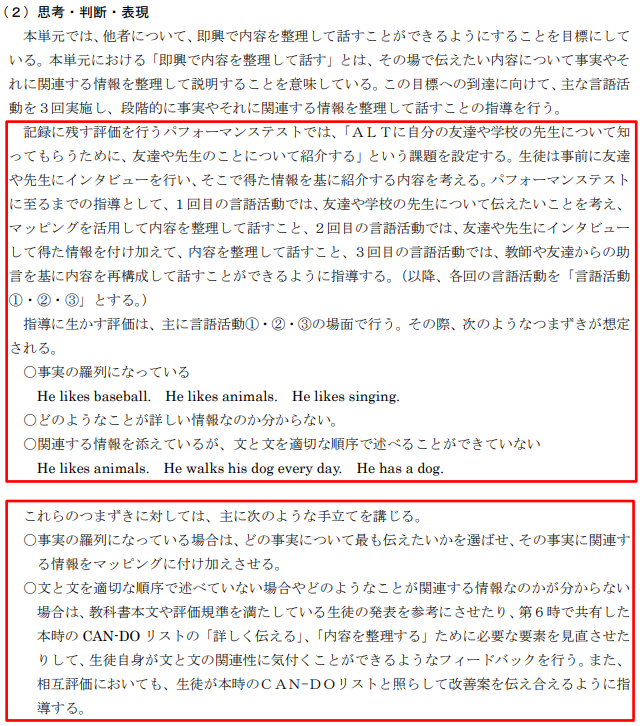 (2) 思考・判断・表現
本単元では、他者について、即興で内容を整理して話すことができるようにすることを目標にして
いる。本単元における「即興で内容を整理して話す」とは、その場で伝えたい内容について事実やそ
れに関連する情報を整理して説明することを意味している。この目標への到達に向けて、主な言語活
動を3回実施し、段階的に事実やそれに関連する情報を整理して話すことの指導を行う。
記録に残す評価を行うパフォーマンステストでは、「ALTに自分の友達や学校の先生について知
ってもらうために、友達や先生のことについて紹介する」という課題を設定する。生徒は事前に友達
や先生にインタビューを行い、そこで得た情報を基に紹介する内容を考える。パフォーマンステスト
に至るまでの指導として、1回目の言語活動では、友達や学校の先生について伝えたいことを考え、
マッピングを活用して内容を整理して話すこと、2回目の言語活動では、友達や先生にインタビュー
して得た情報を付け加えて、内容を整理して話すこと、3回目の言語活動では、教師や友達からの助
言を基に内容を再構成して話すことができるように指導する。(以降、各回の言語活動を「言語活動
①・②・③」とする。)
指導に生かす評価は、主に言語活動①・②・③の場面で行う。その際、次のようなつまずきが想定
される。
○事実の羅列になっている
He likes baseball. He likes animals. He likes singing.
○どのようなことが詳しい情報なのか分からない。
○関連する情報を添えているが、文と文を適切な順序で述べることができていない
He likes animals. He walks his dog every day. He has a dog.
これらのつまずきに対しては、主に次のような手立てを講じる。
○事実の羅列になっている場合は、どの事実について最も伝えたいかを選ばせ、その事実に関連す
る情報をマッピングに付け加えさせる。
○文と文を適切な順序で述べていない場合やどのようなことが関連する情報なのかが分からない
場合は、教科書本文や評価規準を満たしている生徒の発表を参考にさせたり、第6時で共有した
本時の CAN-DO リストの「詳しく伝える」、「内容を整理する」ために必要な要素を見直させた
りして、生徒自身が文と文の関連性に気付くことができるようなフィードバックを行う。また、
相互評価においても、生徒が本時のCAN-DOリストと照らして改善案を伝え合えるように指
導する。